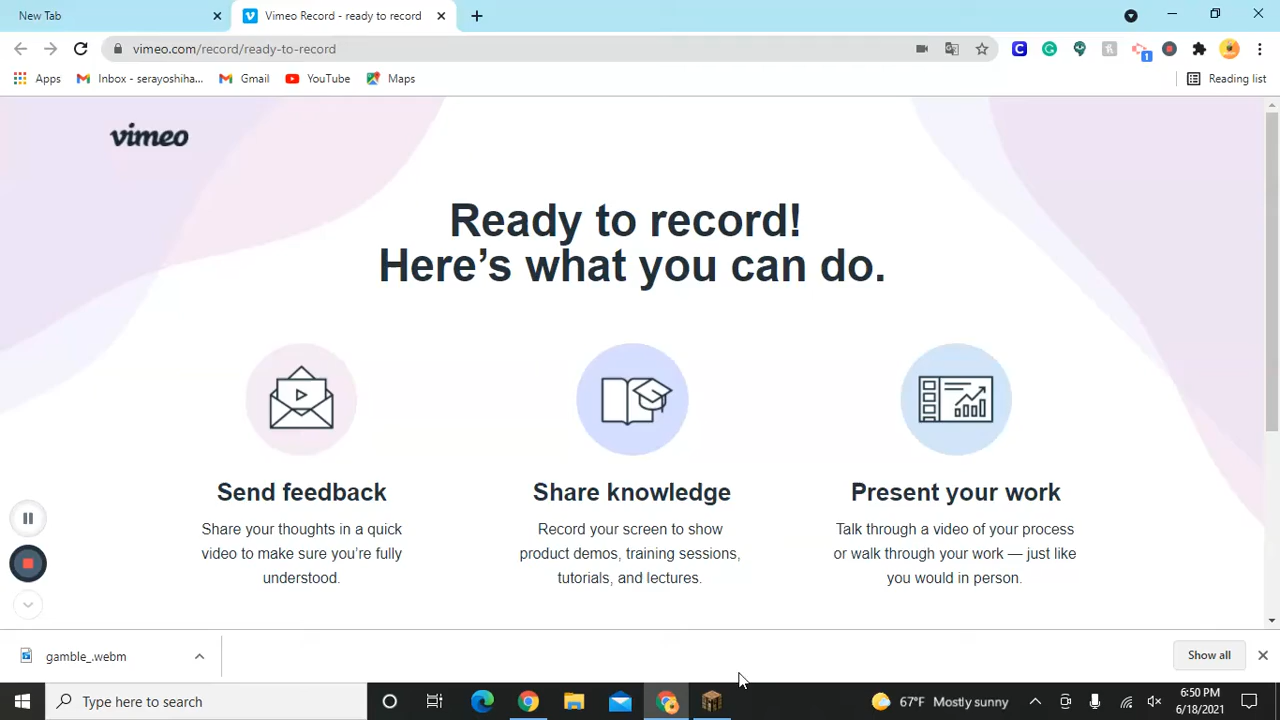 New Tab
Vimeo Record - ready to record
vimeo.com/record/ready-to-record
1
Apps
Inbox - serayoshiha...
Gmail
YouTube
Maps
Reading list
vimeo
Ready to record!
Here's what you can do.
Send feedback
Share your thoughts in a quick
video to make sure you're fully
understood.
Share knowledge
Record your screen to show
product demos, training sessions,
tutorials, and lectures.
Present your work
Talk through a video of your process
or walk through your work — just like
you would in person.
gamble_.webm
Show all
Type here to search
67°F Mostly sunny
6:50 PM
6/18/2021